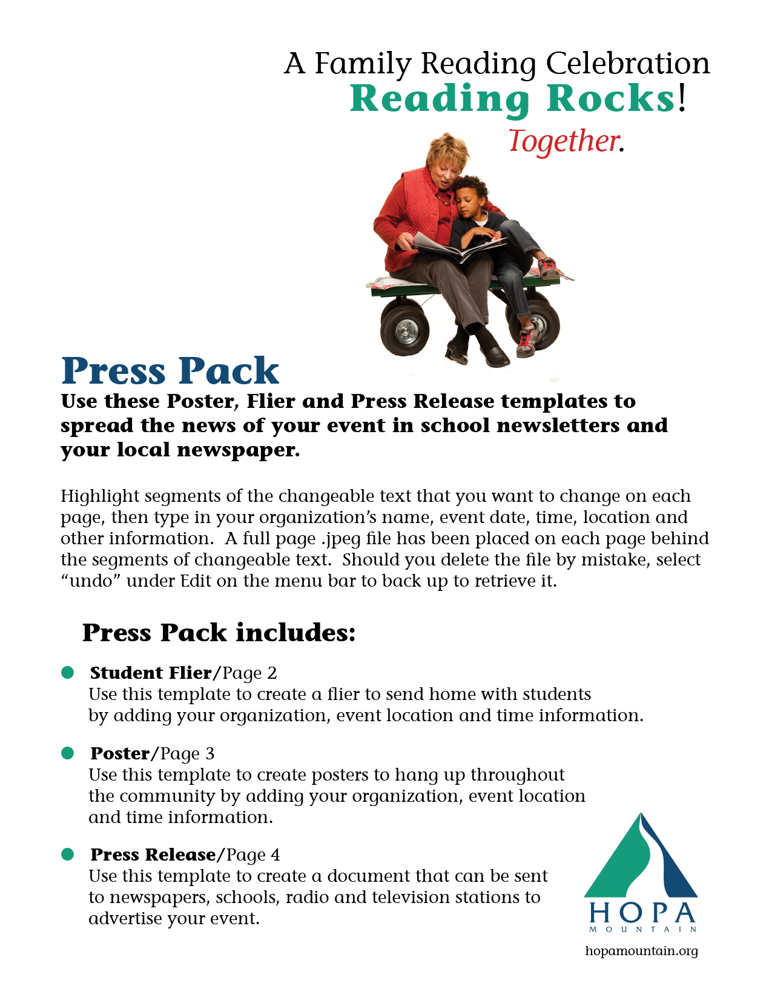 A Family Reading Celebration
Reading Rocks!
Together.
Press Pack
Use these Poster, Flier and Press Release templates to
spread the news of your event in school newsletters and
your local newspaper.
Highlight segments of the changeable text that you want to change on each
page, then type in your organization’s name, event date, time, location and
other information.  A full page .jpeg file has been placed on each page behind
the segments of changeable text.  Should you delete the file by mistake, select
“undo” under Edit on the menu bar to back up to retrieve it.
Press Pack includes:
● Student Flier/Page 2
Use this template to create a flier to send home with students
by adding your organization, event location and time information.
● Poster/Page 3
Use this template to create posters to hang up throughout
the community by adding your organization, event location
and time information.
● Press Release/Page 4
Use this template to create a document that can be sent
to newspapers, schools, radio and television stations to
advertise your event.
HOPA
MOUNTAIN
hopamountain.org